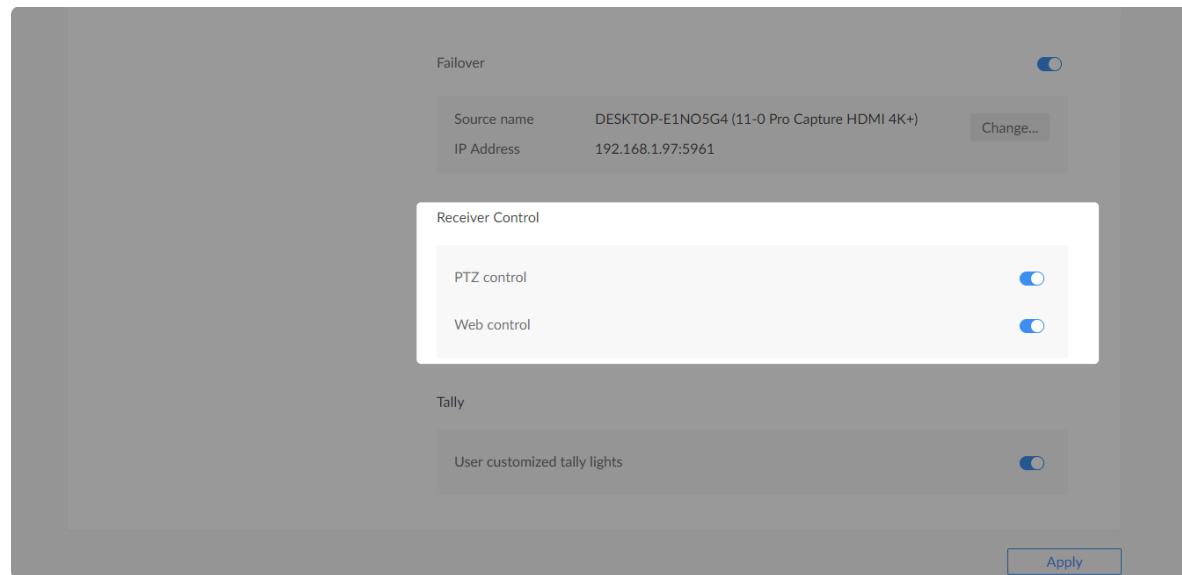 Failover
Source name DESKTOP-E1NO5G4 (11-0 Pro Capture HDMI 4K+)
Change...
IP Address 192.168.1.97:5961
Receiver Control
PTZ control
Web control
Tally
User customized tally lights
Apply